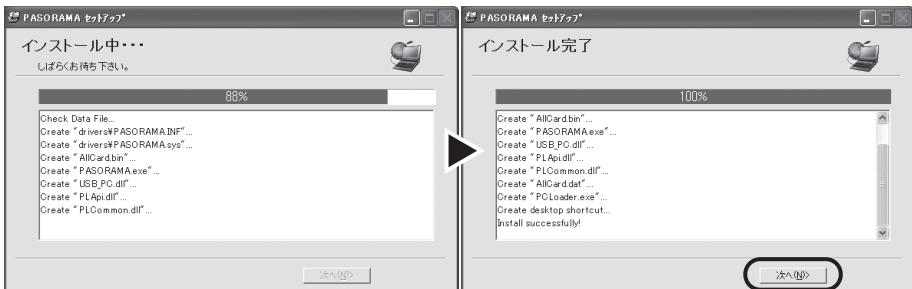 PASORAMA セットアップ
インストール中・・・
しばらくお待ち下さい。
88%
Check Data File...
Create "drivers¥PASORAMA.INF"...
Create "drivers¥PASORAMA.sys"...
Create "AllCard.bin"...
Create "PASORAMA.exe"...
Create "USB_PC.dll"...
Create "PLApi.dll"...
Create "PLCommon.dll"...
次へ(N)>
PASORAMA セットアップ
インストール完了
100%
Create "AllCard.bin"...
Create "PASORAMA.exe"...
Create "USB_PC.dll"...
Create "PLApi.dll"...
Create "PLCommon.dll"...
Create "AllCard.dat"...
Create "PCLoader.exe"...
Create desktop shortcut...
Install successfully!
次へ(N)>